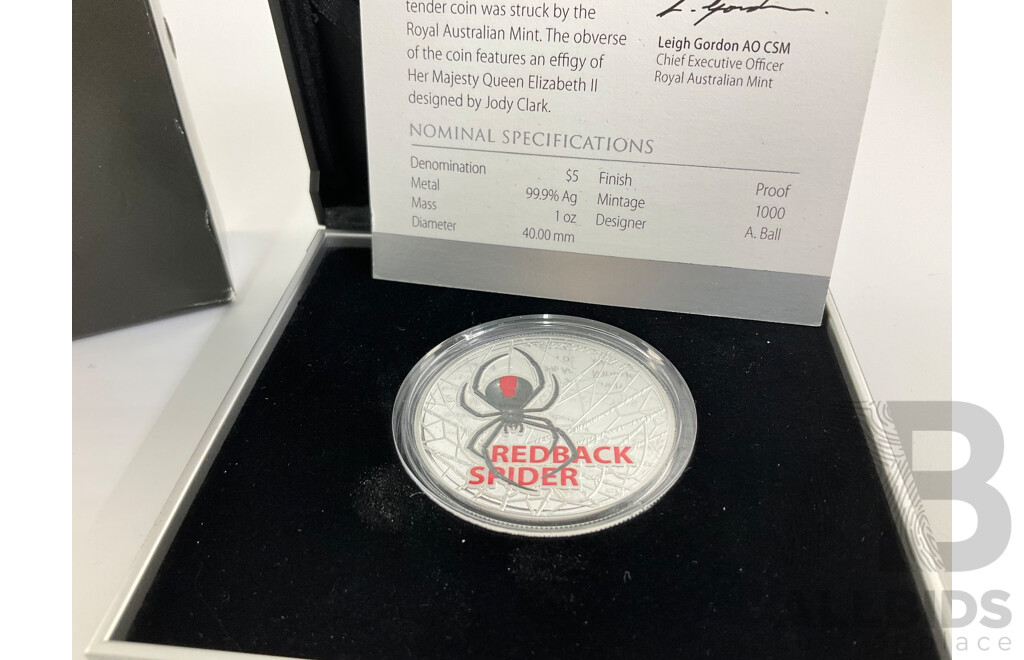 tender coin was struck by the
Royal Australian Mint. The obverse
of the coin features an effigy of
Her Majesty Queen Elizabeth II
designed by Jody Clark.
L. Gordon.
Leigh Gordon AO CSM
Chief Executive Officer
Royal Australian Mint
NOMINAL SPECIFICATIONS
Denomination $5 Finish Proof
Metal 99.9% Ag Mintage 1000
Mass 1 oz Designer A. Ball
Diameter 40.00 mm
REDBACK
SPIDER
B
ALLBIDS